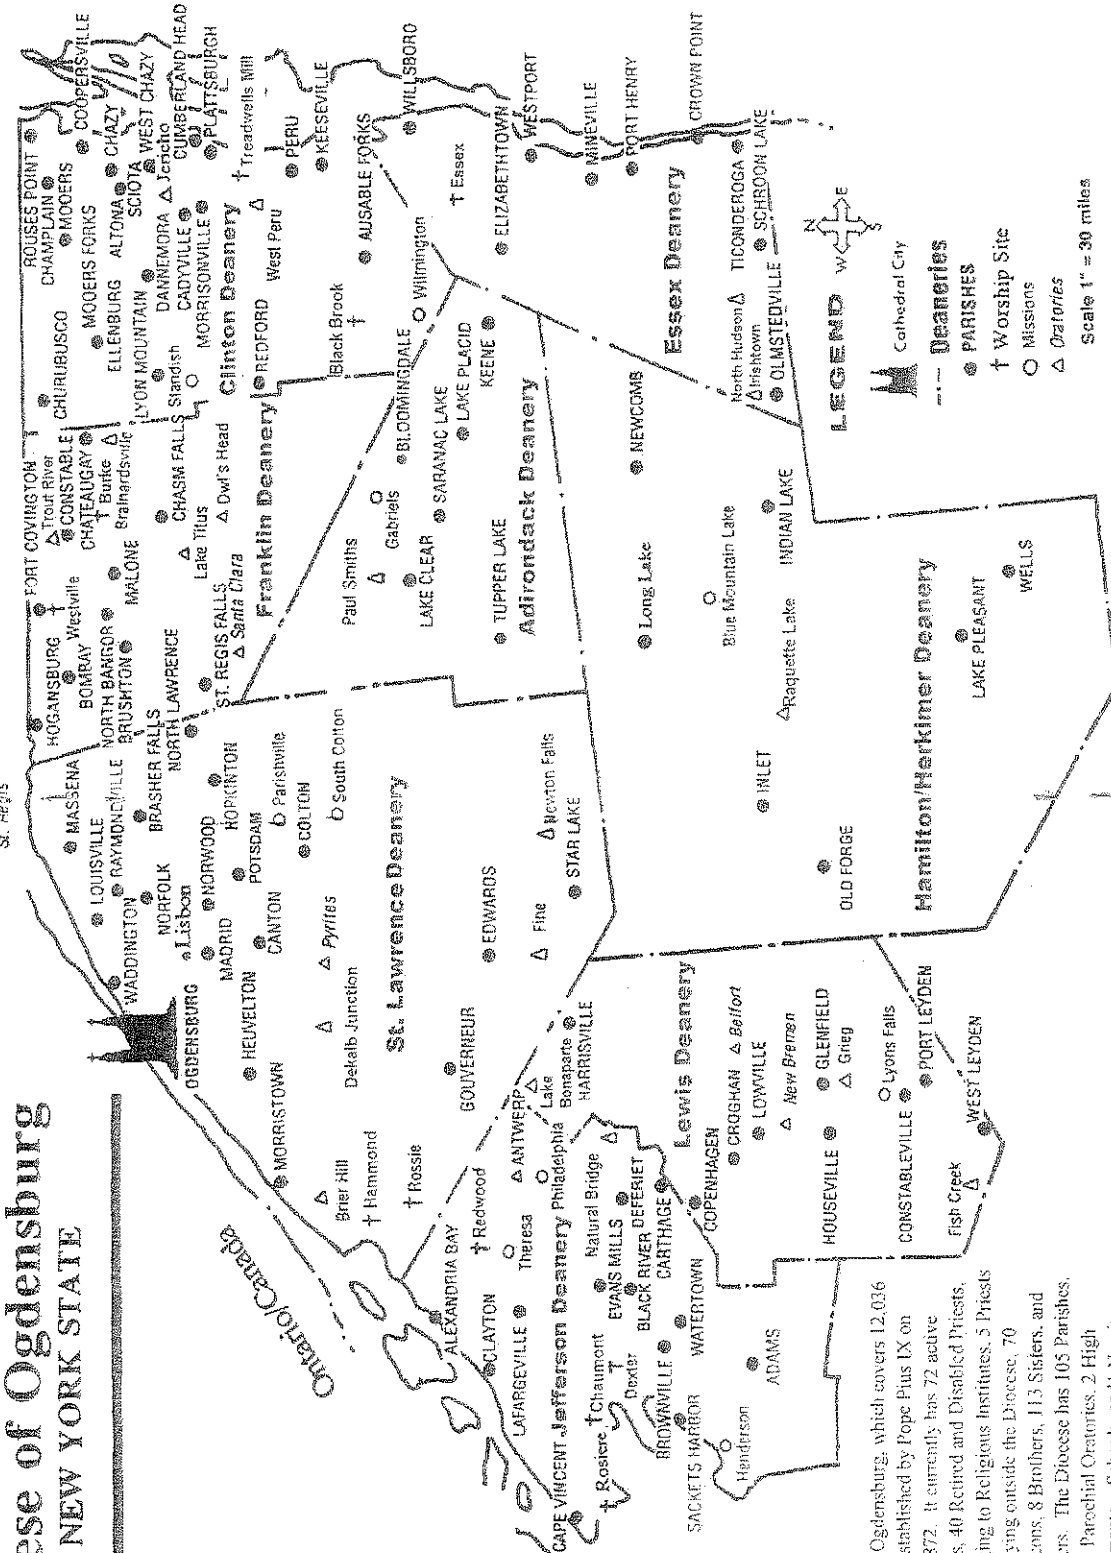 ese of Ogdensburg
NEW YORK STATE
St. Regis
Ontario/Canada
ROUSES POINT
CHAMPLAIN
MOOERS
COOPERSVILLE
CHAZY
WEST CHAZY
SCIOTA
Jericho
CUMBERLAND HEAD
PLATTSBURGH
Treadwells Mill
PERU
KEESEVILLE
CHURUBUSCO
MOOERS FORKS
ELLENBURG
ALTONA
LYON MOUNTAIN
DANNEMORA
CADYVILLE
MORRISONVILLE
Standish
Clinton Deanery
REDFORD
West Peru
Black Brook
AUSABLE FORKS
WILLSBORO
Essex
Wilmington
ELIZABETHTOWN
WESTPORT
MINEVILLE
PORT HENRY
CROWN POINT
TICONDEROGA
SCHROON LAKE
North Hudson
Irishtown
OLMSTEDVILLE
Essex Deanery
FORT COVINGTON
Trout River
CONSTABLE
CHATEAUGAY
Burke
Brainardsville
HOGANSBURG
Westville
BOMBAY
NORTH BANGOR
BRUSHTON
MALONE
CHASM FALLS
Lake Titus
Owl's Head
ST. REGIS FALLS
Santa Clara
Franklin Deanery
Paul Smiths
Gabriels
BLOOMINGDALE
LAKE CLEAR
SARANAC LAKE
LAKE PLACID
KEENE
TUPPER LAKE
Adirondack Deanery
MASSENA
LOUISVILLE
RAYMONDVILLE
BRASHER FALLS
NORTH LAWRENCE
WADDINGTON
NORFOLK
Lisbon
NORWOOD
HOPKINTON
MADRID
POTSDAM
Parishville
CANTON
COLTON
South Colton
OGDENSBURG
HEUVELTON
Pyrites
Dekalb Junction
St. Lawrence Deanery
MORRISTOWN
Brier Hill
Hammond
Rossie
GOUVERNEUR
EDWARDS
Fine
Newton Falls
STAR LAKE
NEWCOMB
Long Lake
Blue Mountain Lake
Raquette Lake
INDIAN LAKE
INLET
OLD FORGE
Hamilton/Herkimer Deanery
LAKE PLEASANT
WELLS
ALEXANDRIA BAY
Redwood
CLAYTON
Theresa
ANTWERP
Lake
Bonaparte
HARRISVILLE
LAFARGEVILLE
Philadelphia
CAPE VINCENT
Jefferson Deanery
Natural Bridge
Rosiere
Chaumont
Dexter
EVANS MILLS
BLACK RIVER
DEFERIET
CARTHAGE
BROWNVILLE
SACKETS HARBOR
WATERTOWN
Henderson
ADAMS
Lewis Deanery
COPENHAGEN
CROGHAN
Belfort
LOWVILLE
New Bremen
HOUSEVILLE
GLENFIELD
Grieg
Lyons Falls
CONSTABLEVILLE
PORT LEYDEN
Fish Creek
WEST LEYDEN
LEGEND
N
W
E
S
Cathedral City
Deaneries
PARISHES
Worship Site
Missions
Oratories
Scale 1" = 30 miles
Ogdensburg, which covers 12,036
stablished by Pope Pius IX on
872. It currently has 72 active
s, 40 Retired and Disabled Priests,
ing to Religious Institutes, 5 Priests
ying outside the Diocese, 70
cons, 8 Brothers, 113 Sisters, and
ers. The Diocese has 105 Parishes,
Parochial Oratories, 2 High